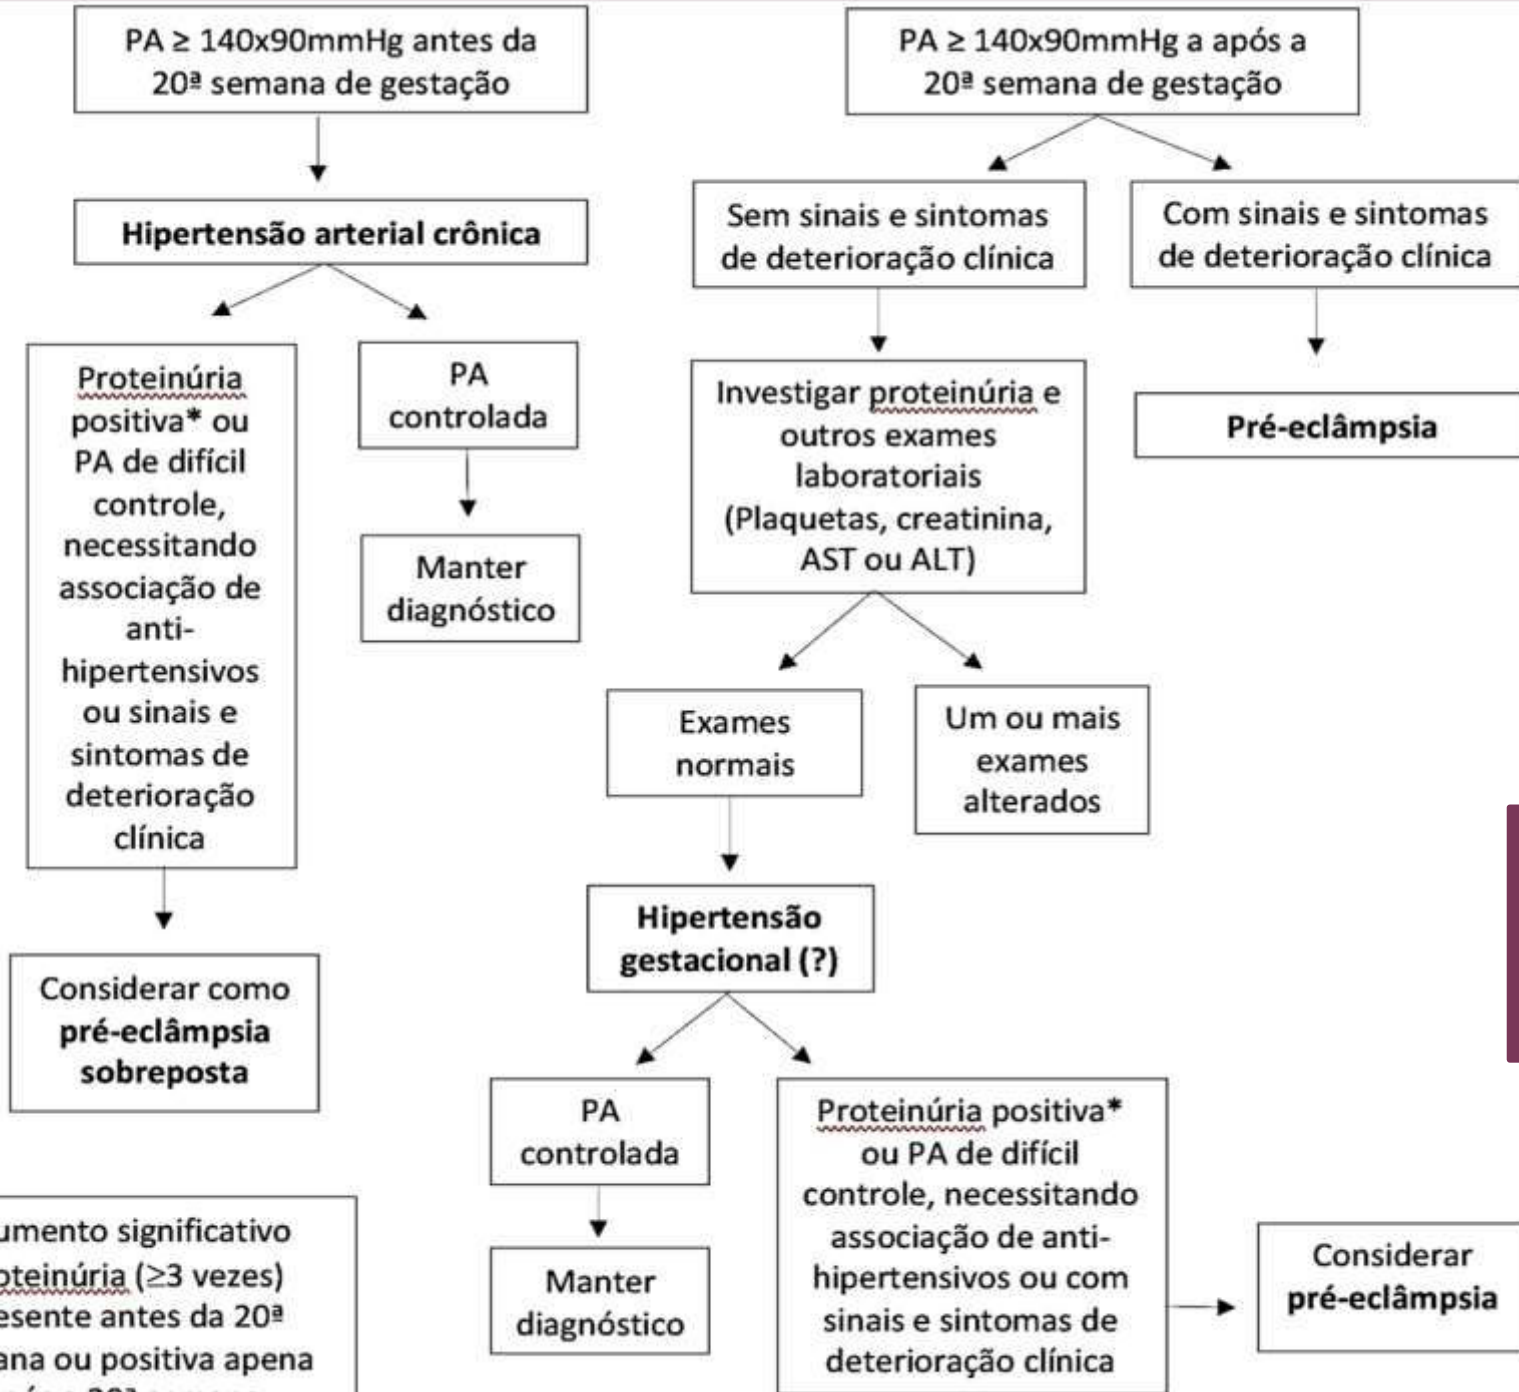 PA ≥ 140x90mmHg antes da
20ª semana de gestação
Hipertensão arterial crônica
Proteinúria
positiva* ou
PA de difícil
controle,
necessitando
associação de
anti-
hipertensivos
ou sinais e
sintomas de
deterioração
clínica
PA
controlada
Manter
diagnóstico
Considerar como
pré-eclâmpsia
sobreposta
PA ≥ 140x90mmHg a após a
20ª semana de gestação
Sem sinais e sintomas
de deterioração clínica
Com sinais e sintomas
de deterioração clínica
Pré-eclâmpsia
Investigar proteinúria e
outros exames
laboratoriais
(Plaquetas, creatinina,
AST ou ALT)
Exames
normais
Um ou mais
exames
alterados
Hipertensão
gestacional (?)
PA
controlada
Manter
diagnóstico
Proteinúria positiva*
ou PA de difícil
controle, necessitando
associação de anti-
hipertensivos ou com
sinais e sintomas de
deterioração clínica
Considerar
pré-eclâmpsia
umento significativo
oteinúria (≥3 vezes)
esente antes da 20ª
ana ou positiva apena